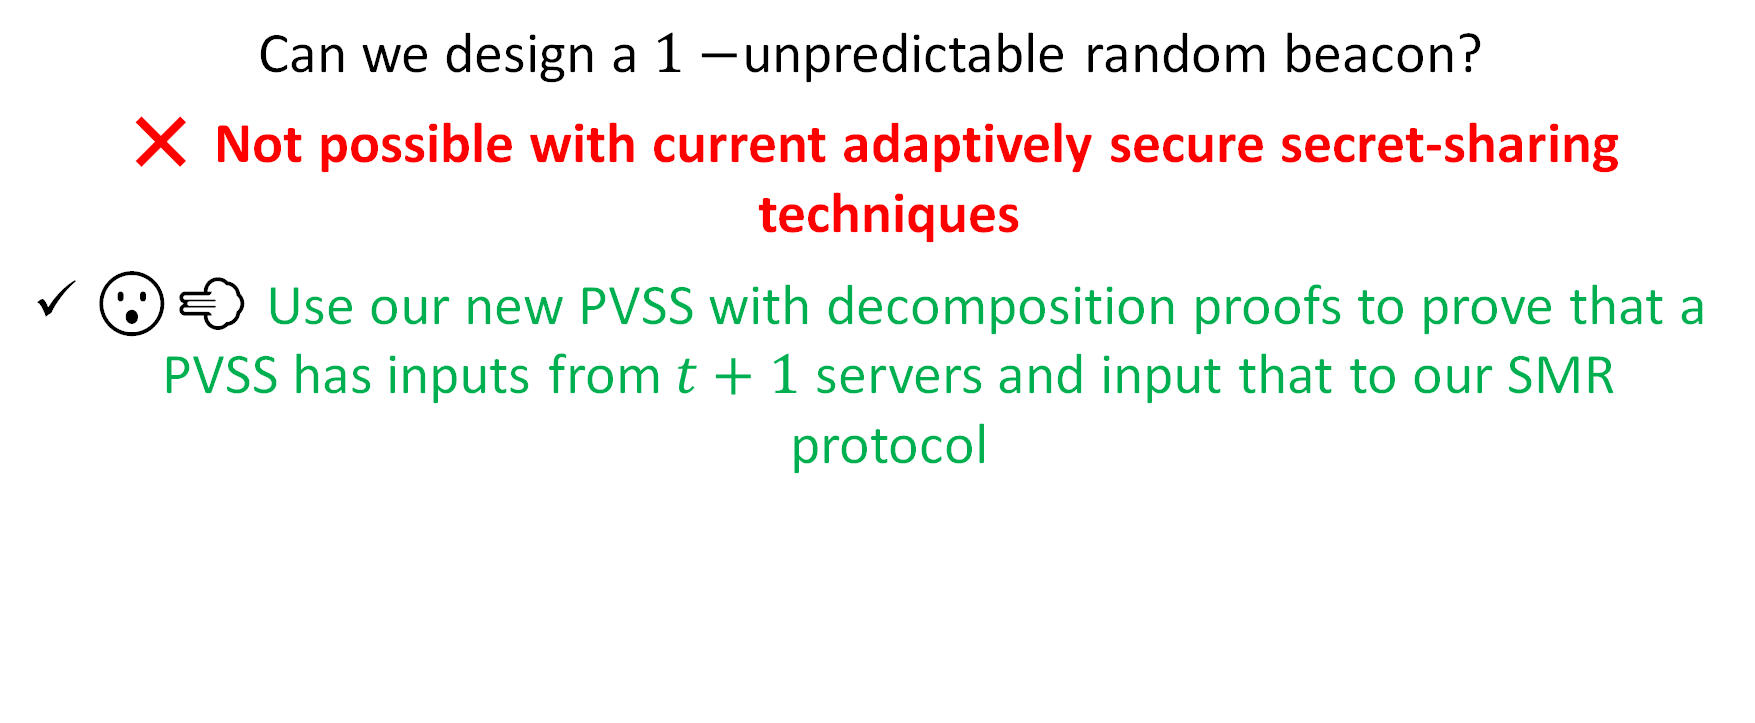 Can we design a 1 −unpredictable random beacon?
❌ Not possible with current adaptively secure secret-sharing
techniques
✓ 😮💨 Use our new PVSS with decomposition proofs to prove that a
PVSS has inputs from t + 1 servers and input that to our SMR
protocol